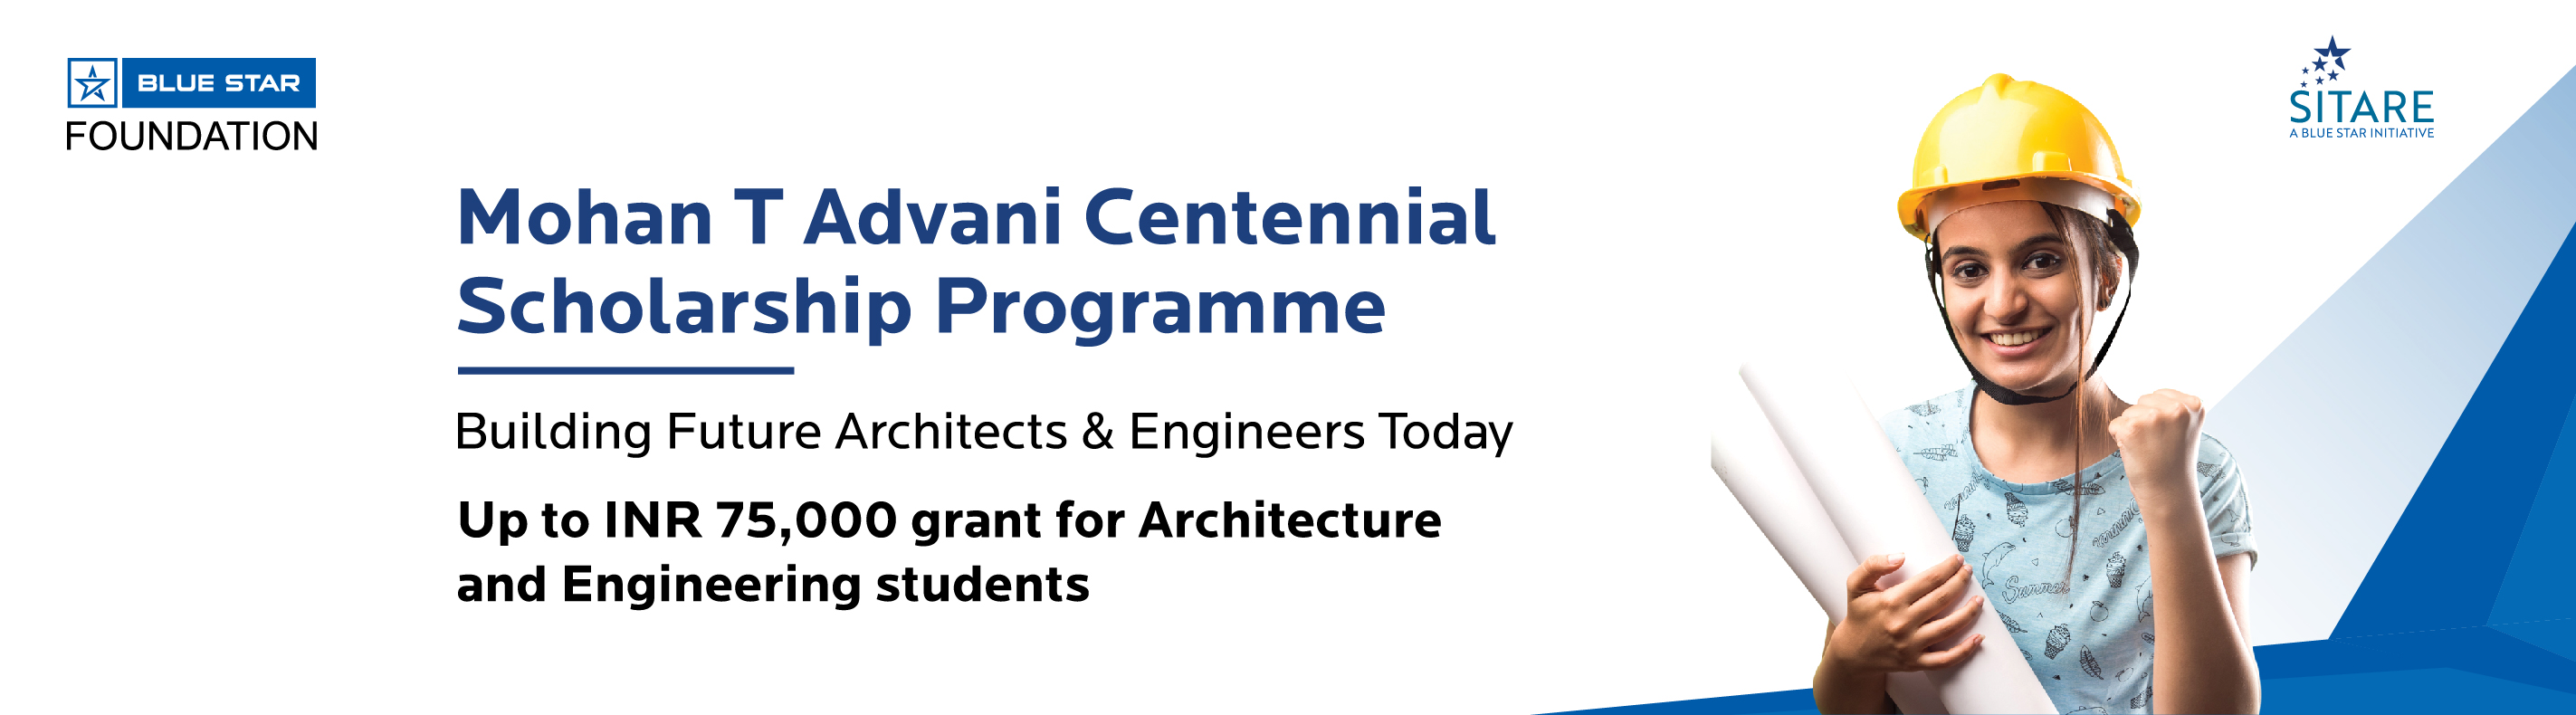 BLUE STAR
FOUNDATION
SITARE
A BLUE STAR INITIATIVE
Mohan T Advani Centennial
Scholarship Programme
Building Future Architects & Engineers Today
Up to INR 75,000 grant for Architecture
and Engineering students
Summer